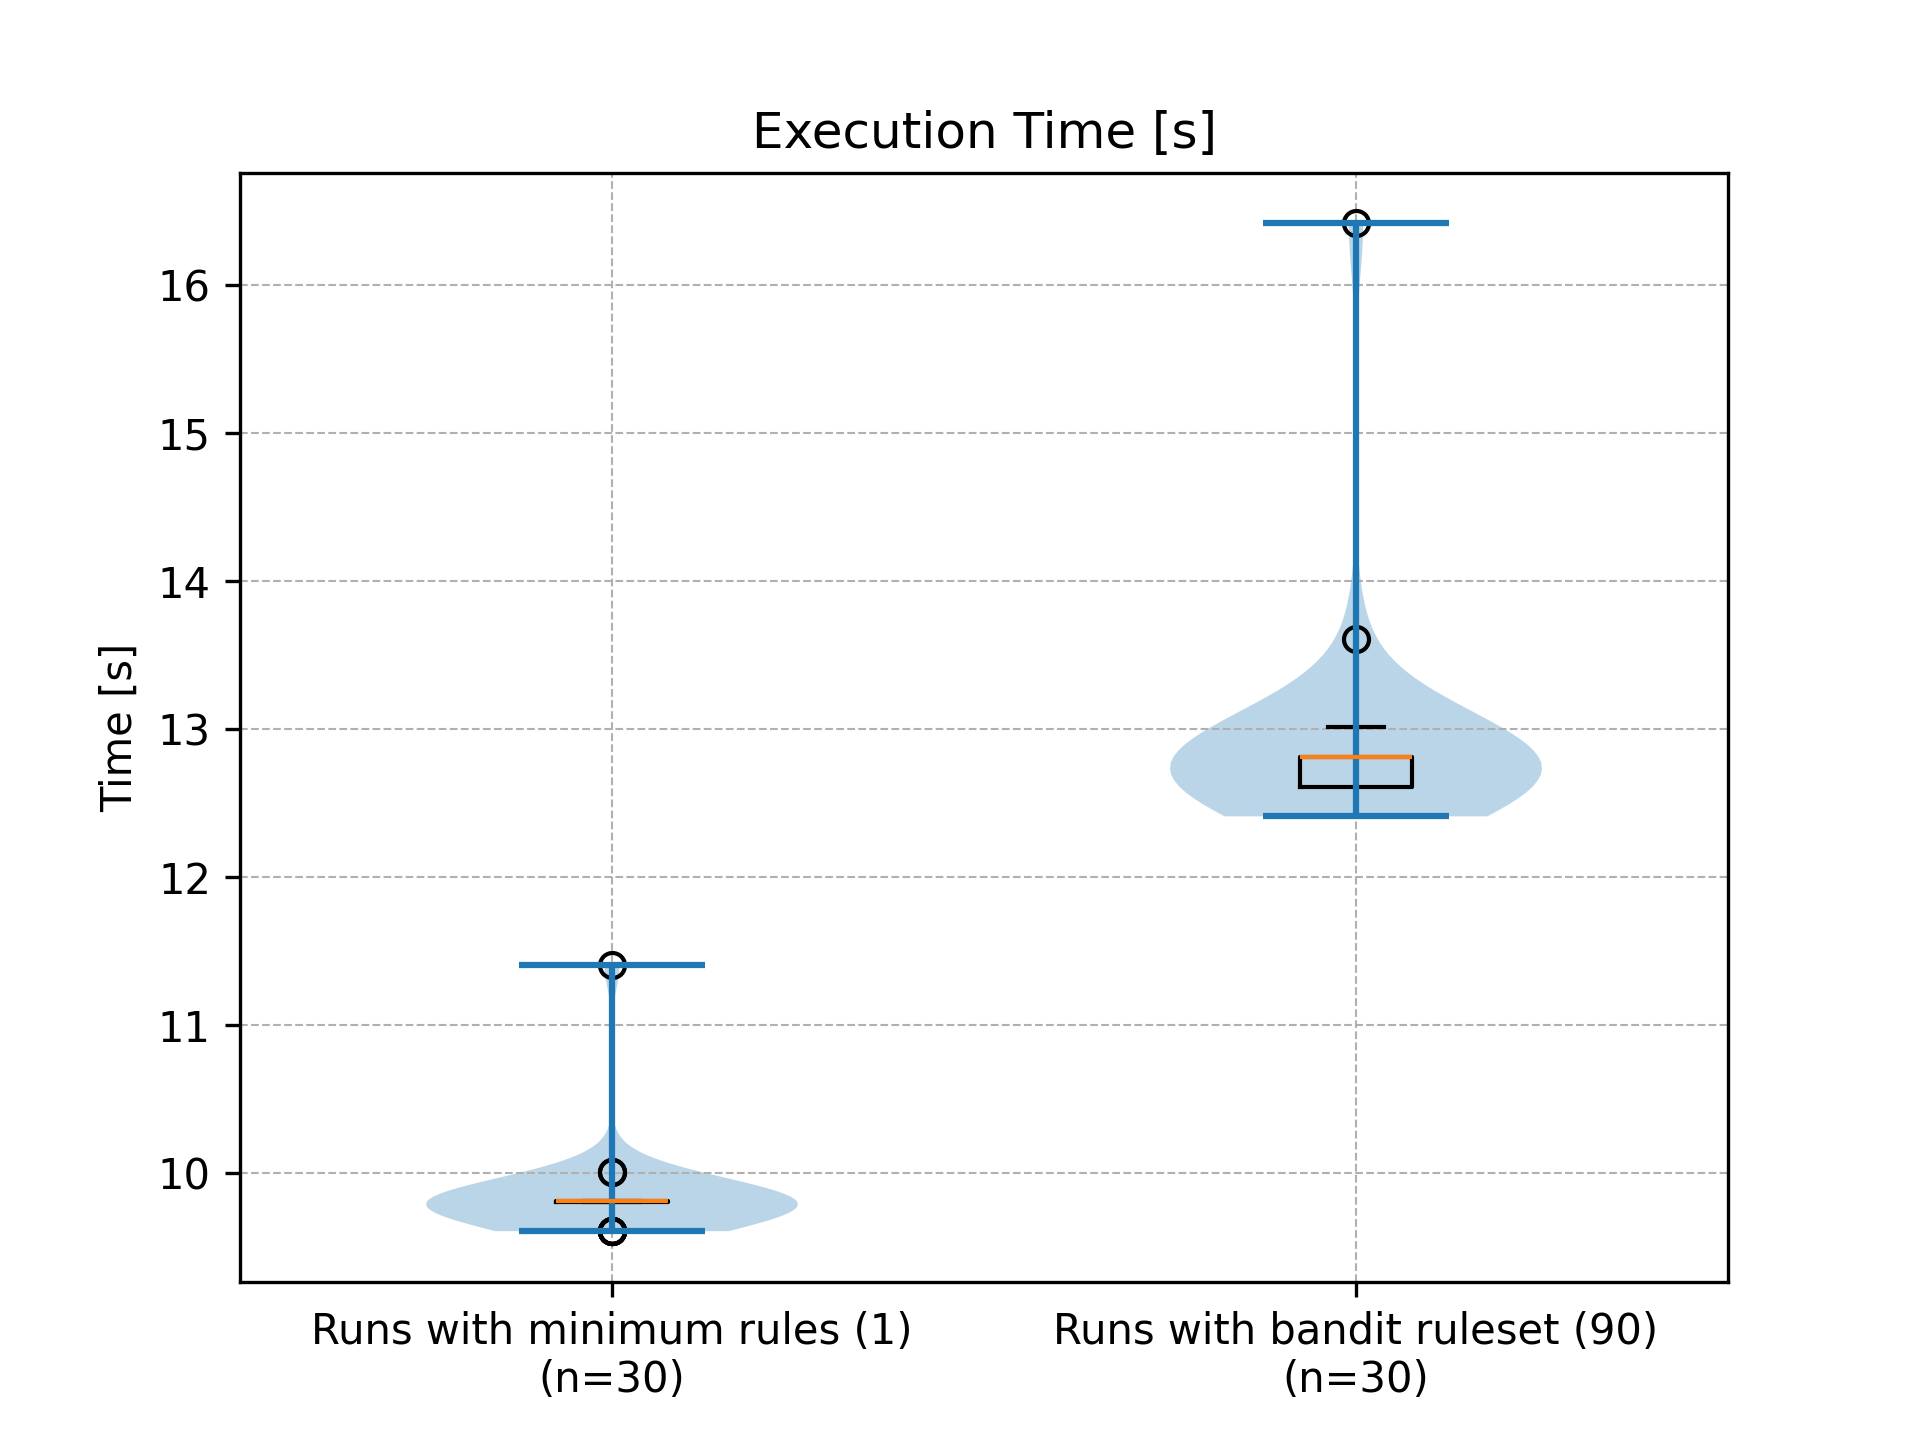 Execution Time [s]
Time [s]
16
15
14
13
12
11
10
Runs with minimum rules (1)
(n=30)
Runs with bandit ruleset (90)
(n=30)